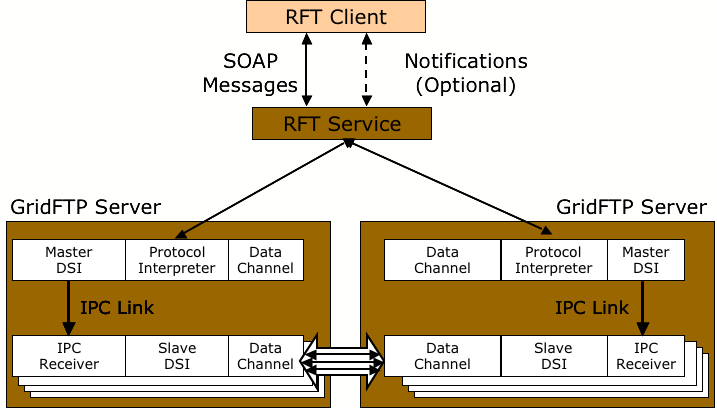 RFT Client
SOAP
Messages
Notifications
(Optional)
RFT Service
GridFTP Server
GridFTP Server
Master
DSI
Protocol
Interpreter
Data
Channel
Data
Channel
Protocol
Interpreter
Master
DSI
IPC Link
IPC Link
IPC
Receiver
Slave
DSI
Data
Channel
Data
Channel
Slave
DSI
IPC
Receiver